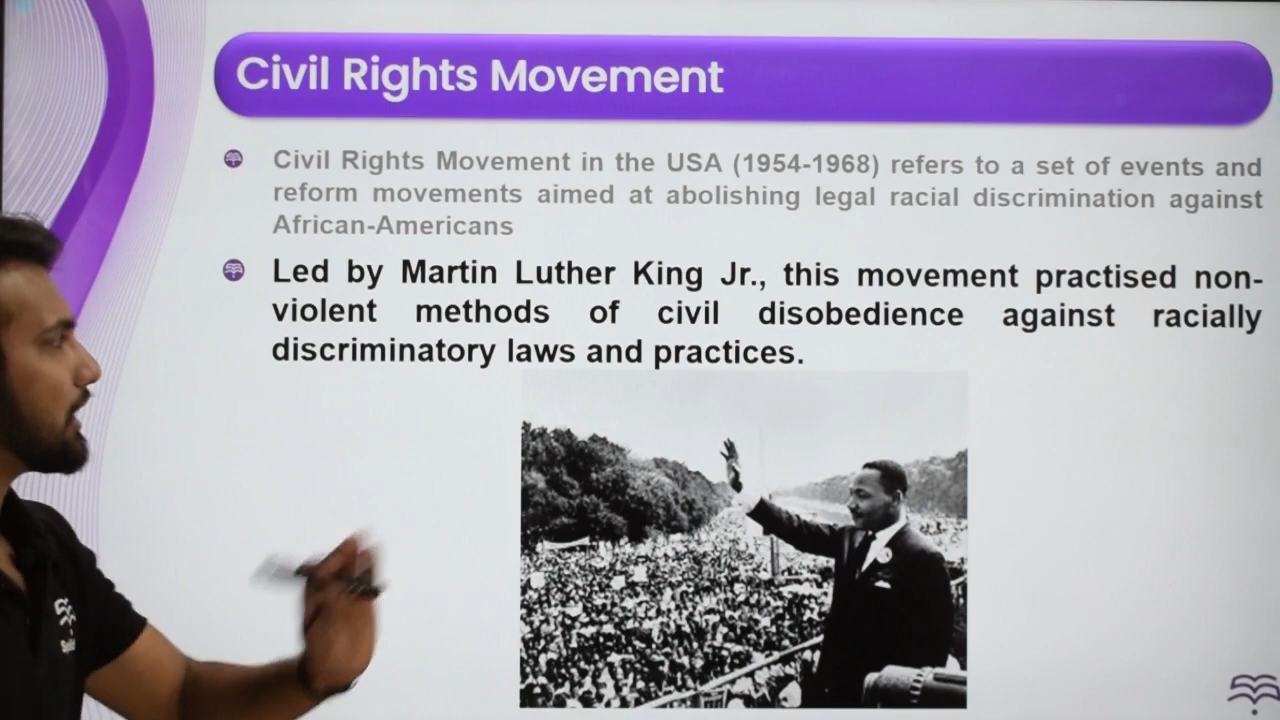 Civil Rights Movement
Civil Rights Movement in the USA (1954-1968) refers to a set of events and
reform movements aimed at abolishing legal racial discrimination against
African-Americans
Led by Martin Luther King Jr., this movement practised non-
violent methods of civil disobedience against racially
discriminatory laws and practices.